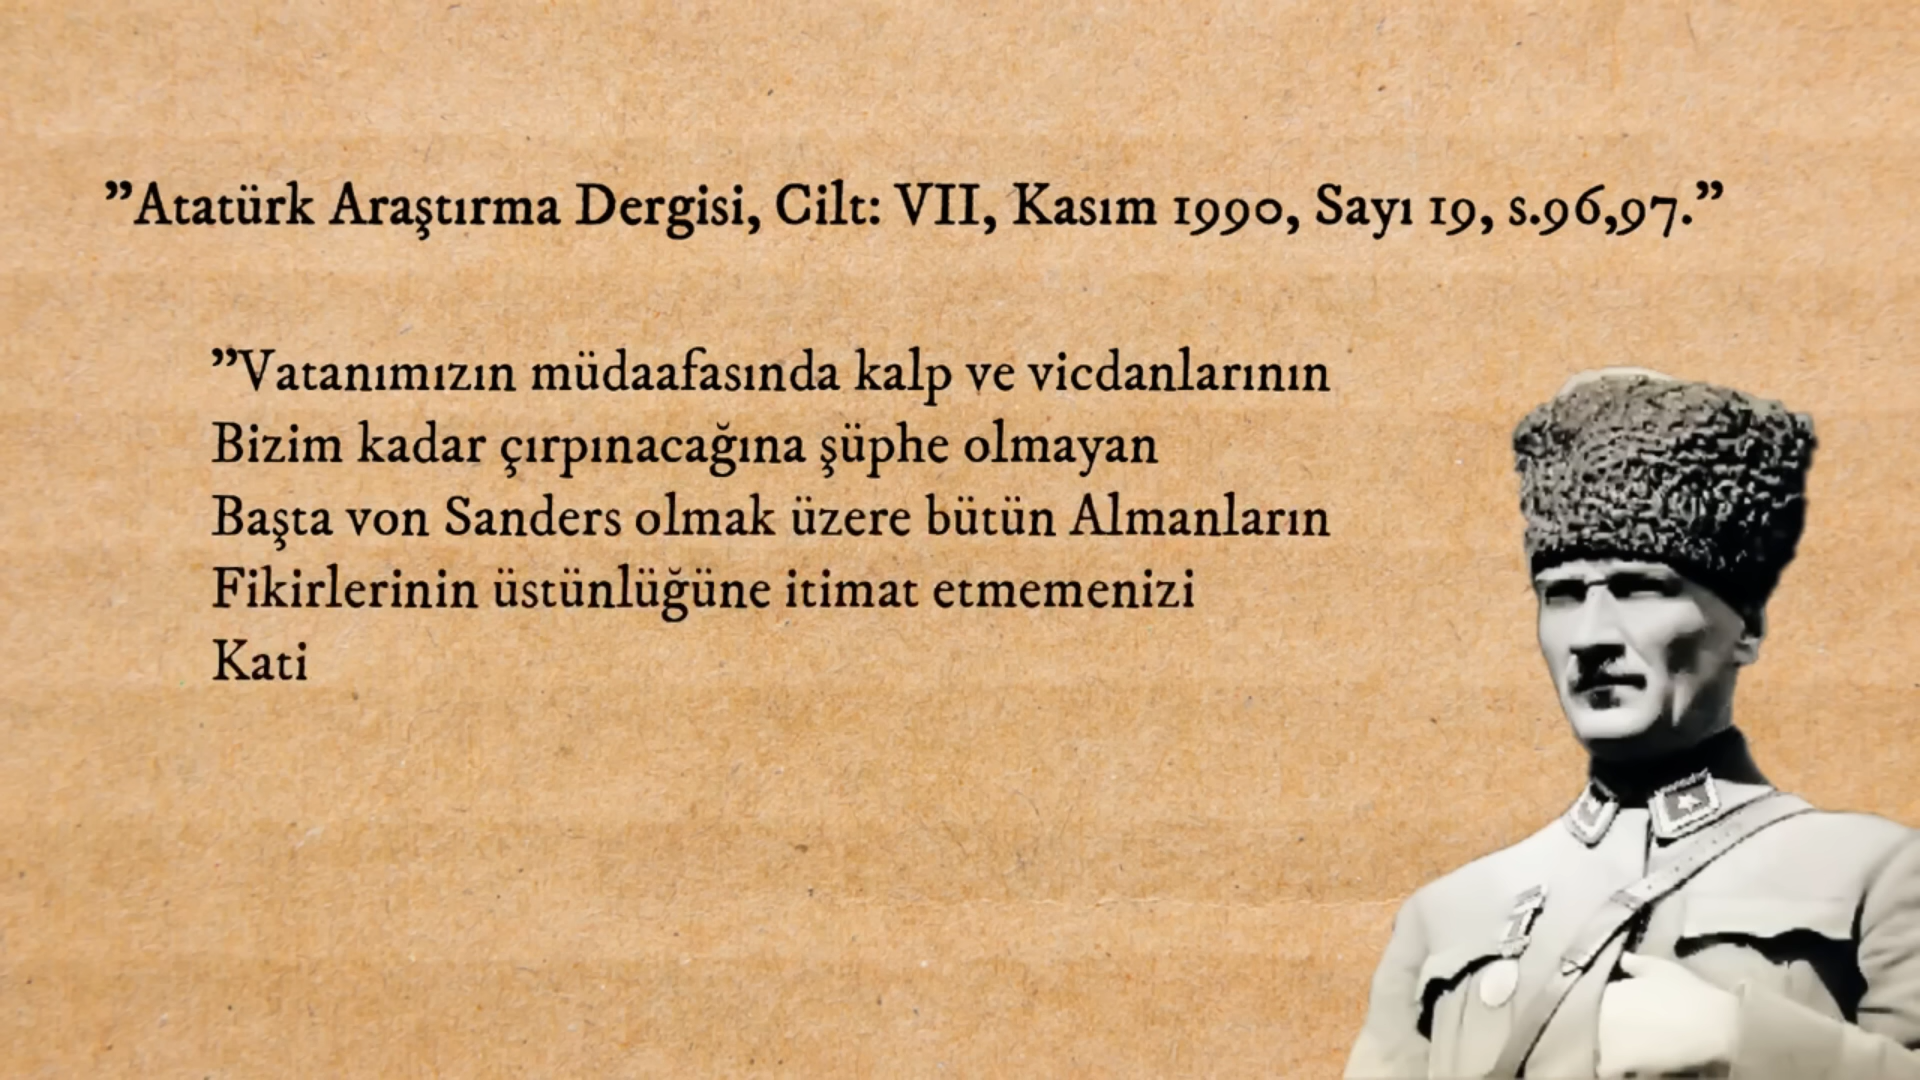 ”Atatürk Araştırma Dergisi, Cilt: VII, Kasım 1990, Sayı 19, s.96,97.”
”Vatanımızın müdaafasında kalp ve vicdanlarının
Bizim kadar çırpınacağına şüphe olmayan
Başta von Sanders olmak üzere bütün Almanların
Fikirlerinin üstünlüğüne itimat etmemenizi
Kati